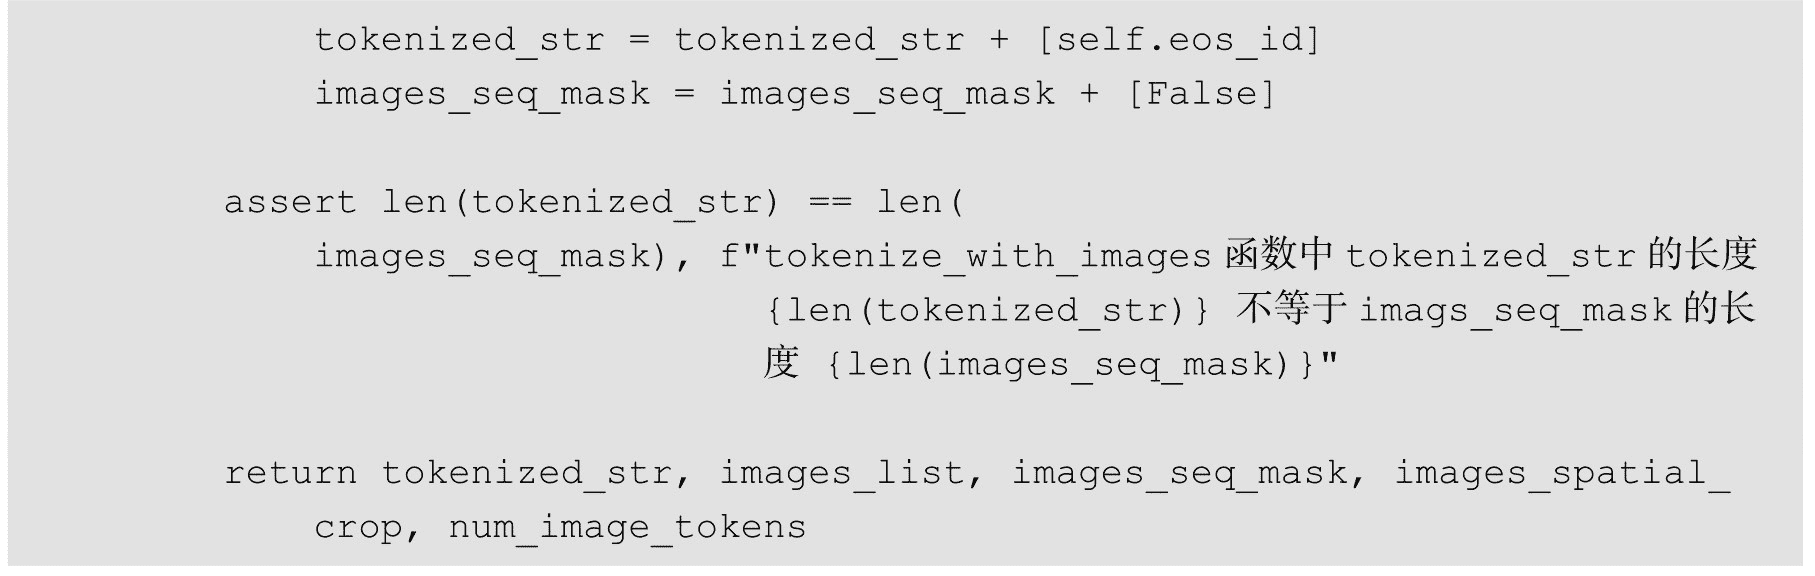 tokenized_str = tokenized_str + [self.eos_id]
images_seq_mask = images_seq_mask + [False]
assert len(tokenized_str) == len(
images_seq_mask), f"tokenize_with_images 函数中 tokenized_str 的长度
{len(tokenized_str)} 不等于 imags_seq_mask 的长
度 {len(images_seq_mask)}"
return tokenized_str, images_list, images_seq_mask, images_spatial_
crop, num_image_tokens